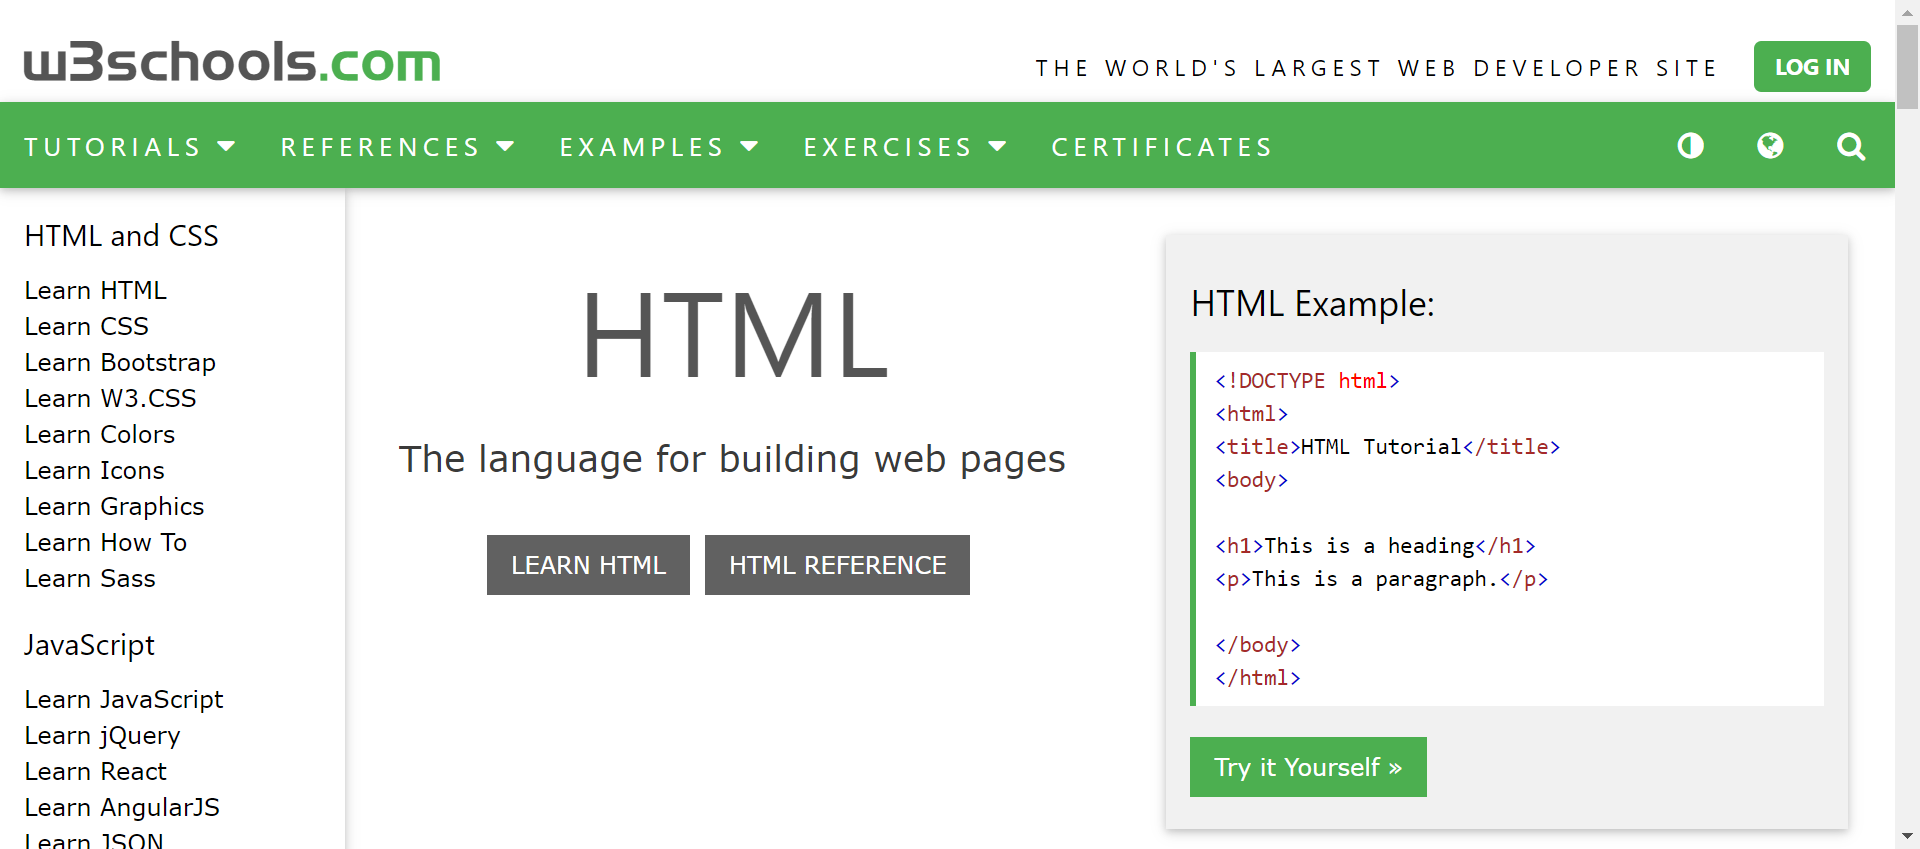 w3schools.com
THE WORLD'S LARGEST WEB DEVELOPER SITE
LOG IN
TUTORIALS REFERENCES EXAMPLES EXERCISES CERTIFICATES
HTML and CSS
Learn HTML
Learn CSS
Learn Bootstrap
Learn W3.CSS
Learn Colors
Learn Icons
Learn Graphics
Learn How To
Learn Sass
JavaScript
Learn JavaScript
Learn jQuery
Learn React
Learn AngularJS
Learn JSON
HTML
The language for building web pages
LEARN HTML
HTML REFERENCE
HTML Example:
<!DOCTYPE html>
<html>
<title>HTML Tutorial</title>
<body>
<h1>This is a heading</h1>
<p>This is a paragraph.</p>
</body>
</html>
Try it Yourself »